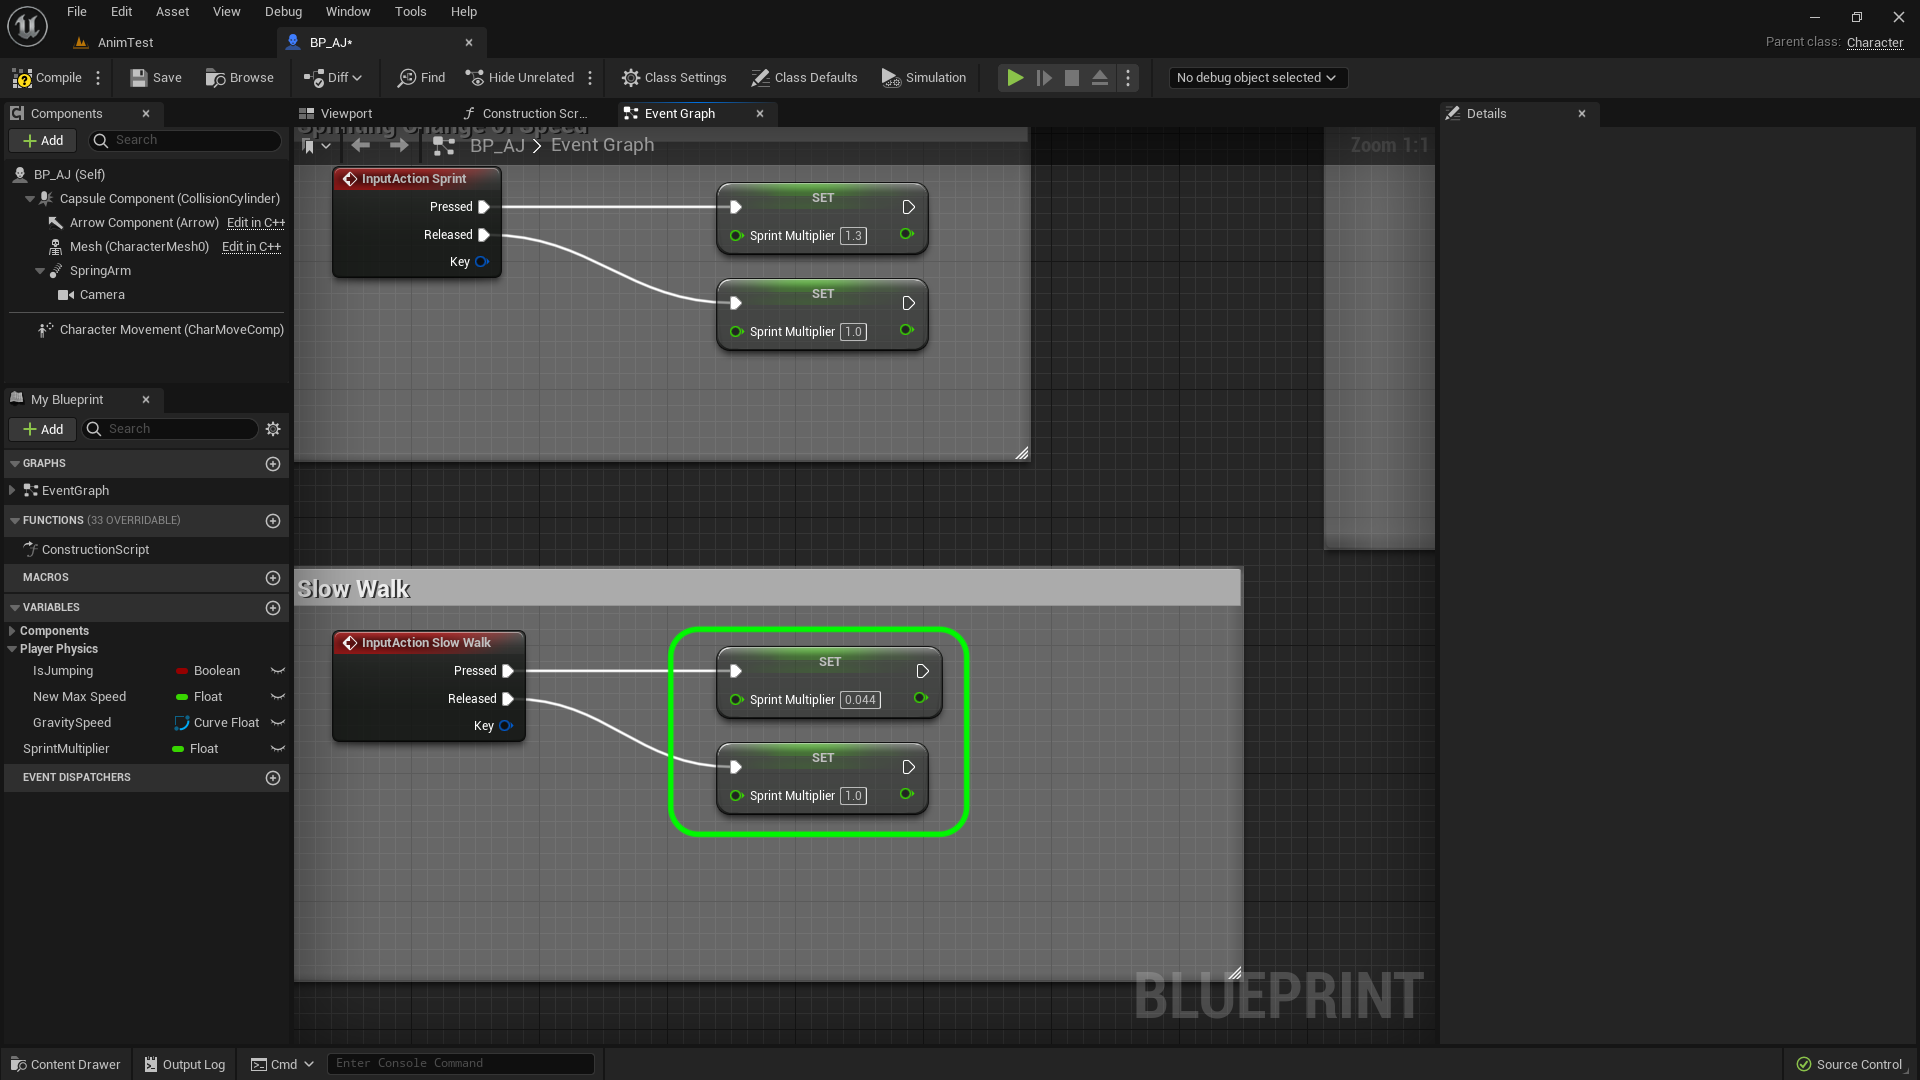 File Edit Asset View Debug Window Tools Help
AnimTest BP_AJ*
Parent class: Character
Compile Save Browse Diff Find Hide Unrelated Class Settings Class Defaults Simulation No debug object selected
Components Viewport Construction Scr... Event Graph Details
Add Search
Sprinting Change of Speed
BP_AJ > Event Graph Zoom 1:1
BP_AJ (Self)
Capsule Component (CollisionCylinder)
Arrow Component (Arrow) Edit in C++
Mesh (CharacterMesh0) Edit in C++
SpringArm
Camera
Character Movement (CharMoveComp)
InputAction Sprint
Pressed
Released
Key
SET
Sprint Multiplier 1.3
SET
Sprint Multiplier 1.0
My Blueprint
Add Search
GRAPHS
EventGraph
FUNCTIONS (33 OVERRIDABLE)
ConstructionScript
MACROS
VARIABLES
Components
Player Physics
IsJumping Boolean
New Max Speed Float
GravitySpeed Curve Float
SprintMultiplier Float
EVENT DISPATCHERS
Slow Walk
InputAction Slow Walk
Pressed
Released
Key
SET
Sprint Multiplier 0.044
SET
Sprint Multiplier 1.0
BLUEPRINT
Content Drawer Output Log Cmd Enter Console Command Source Control